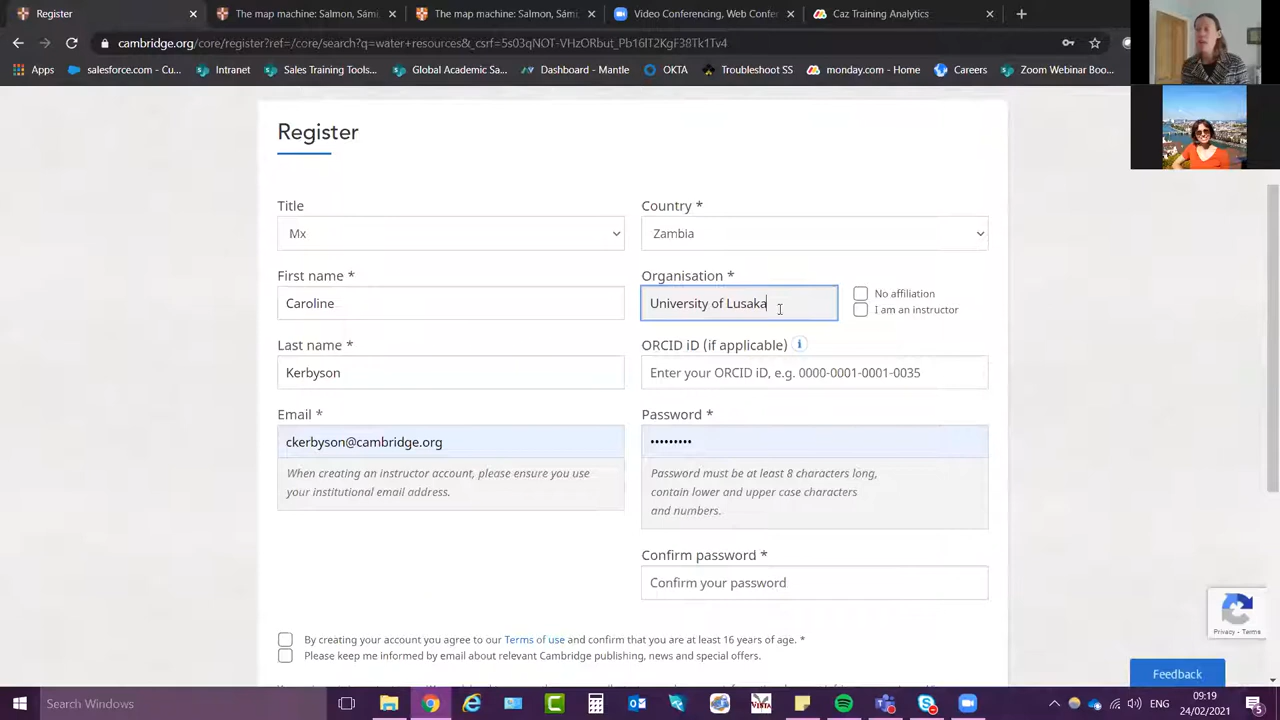 Register
The map machine: Salmon, Sámi
The map machine: Salmon, Sámi
Video Conferencing, Web Confer
Caz Training Analytics
cambridge.org/core/register?ref=/core/search?q=water+resources&_csrf=5s03qNOT-VHzORbut_Pb16IT2KgF38Tk1Tv4
Apps
salesforce.com - Cu...
Intranet
Sales Training Tools...
Global Academic Sa...
Dashboard - Mantle
OKTA
Troubleshoot SS
monday.com - Home
Careers
Zoom Webinar Boo...
Register
Title
Country *
Mx
Zambia
First name *
Organisation *
Caroline
University of Lusaka
No affiliation
I am an instructor
Last name *
ORCID iD (if applicable)
Kerbyson
Enter your ORCID iD, e.g. 0000-0001-0001-0035
Email *
Password *
ckerbyson@cambridge.org
•••••••••
When creating an instructor account, please ensure you use
your institutional email address.
Password must be at least 8 characters long,
contain lower and upper case characters
and numbers.
Confirm password *
Confirm your password
By creating your account you agree to our Terms of use and confirm that you are at least 16 years of age. *
Please keep me informed by email about relevant Cambridge publishing, news and special offers.
Privacy - Terms
Feedback
Search Windows
ENG
09:19
24/02/2021
5